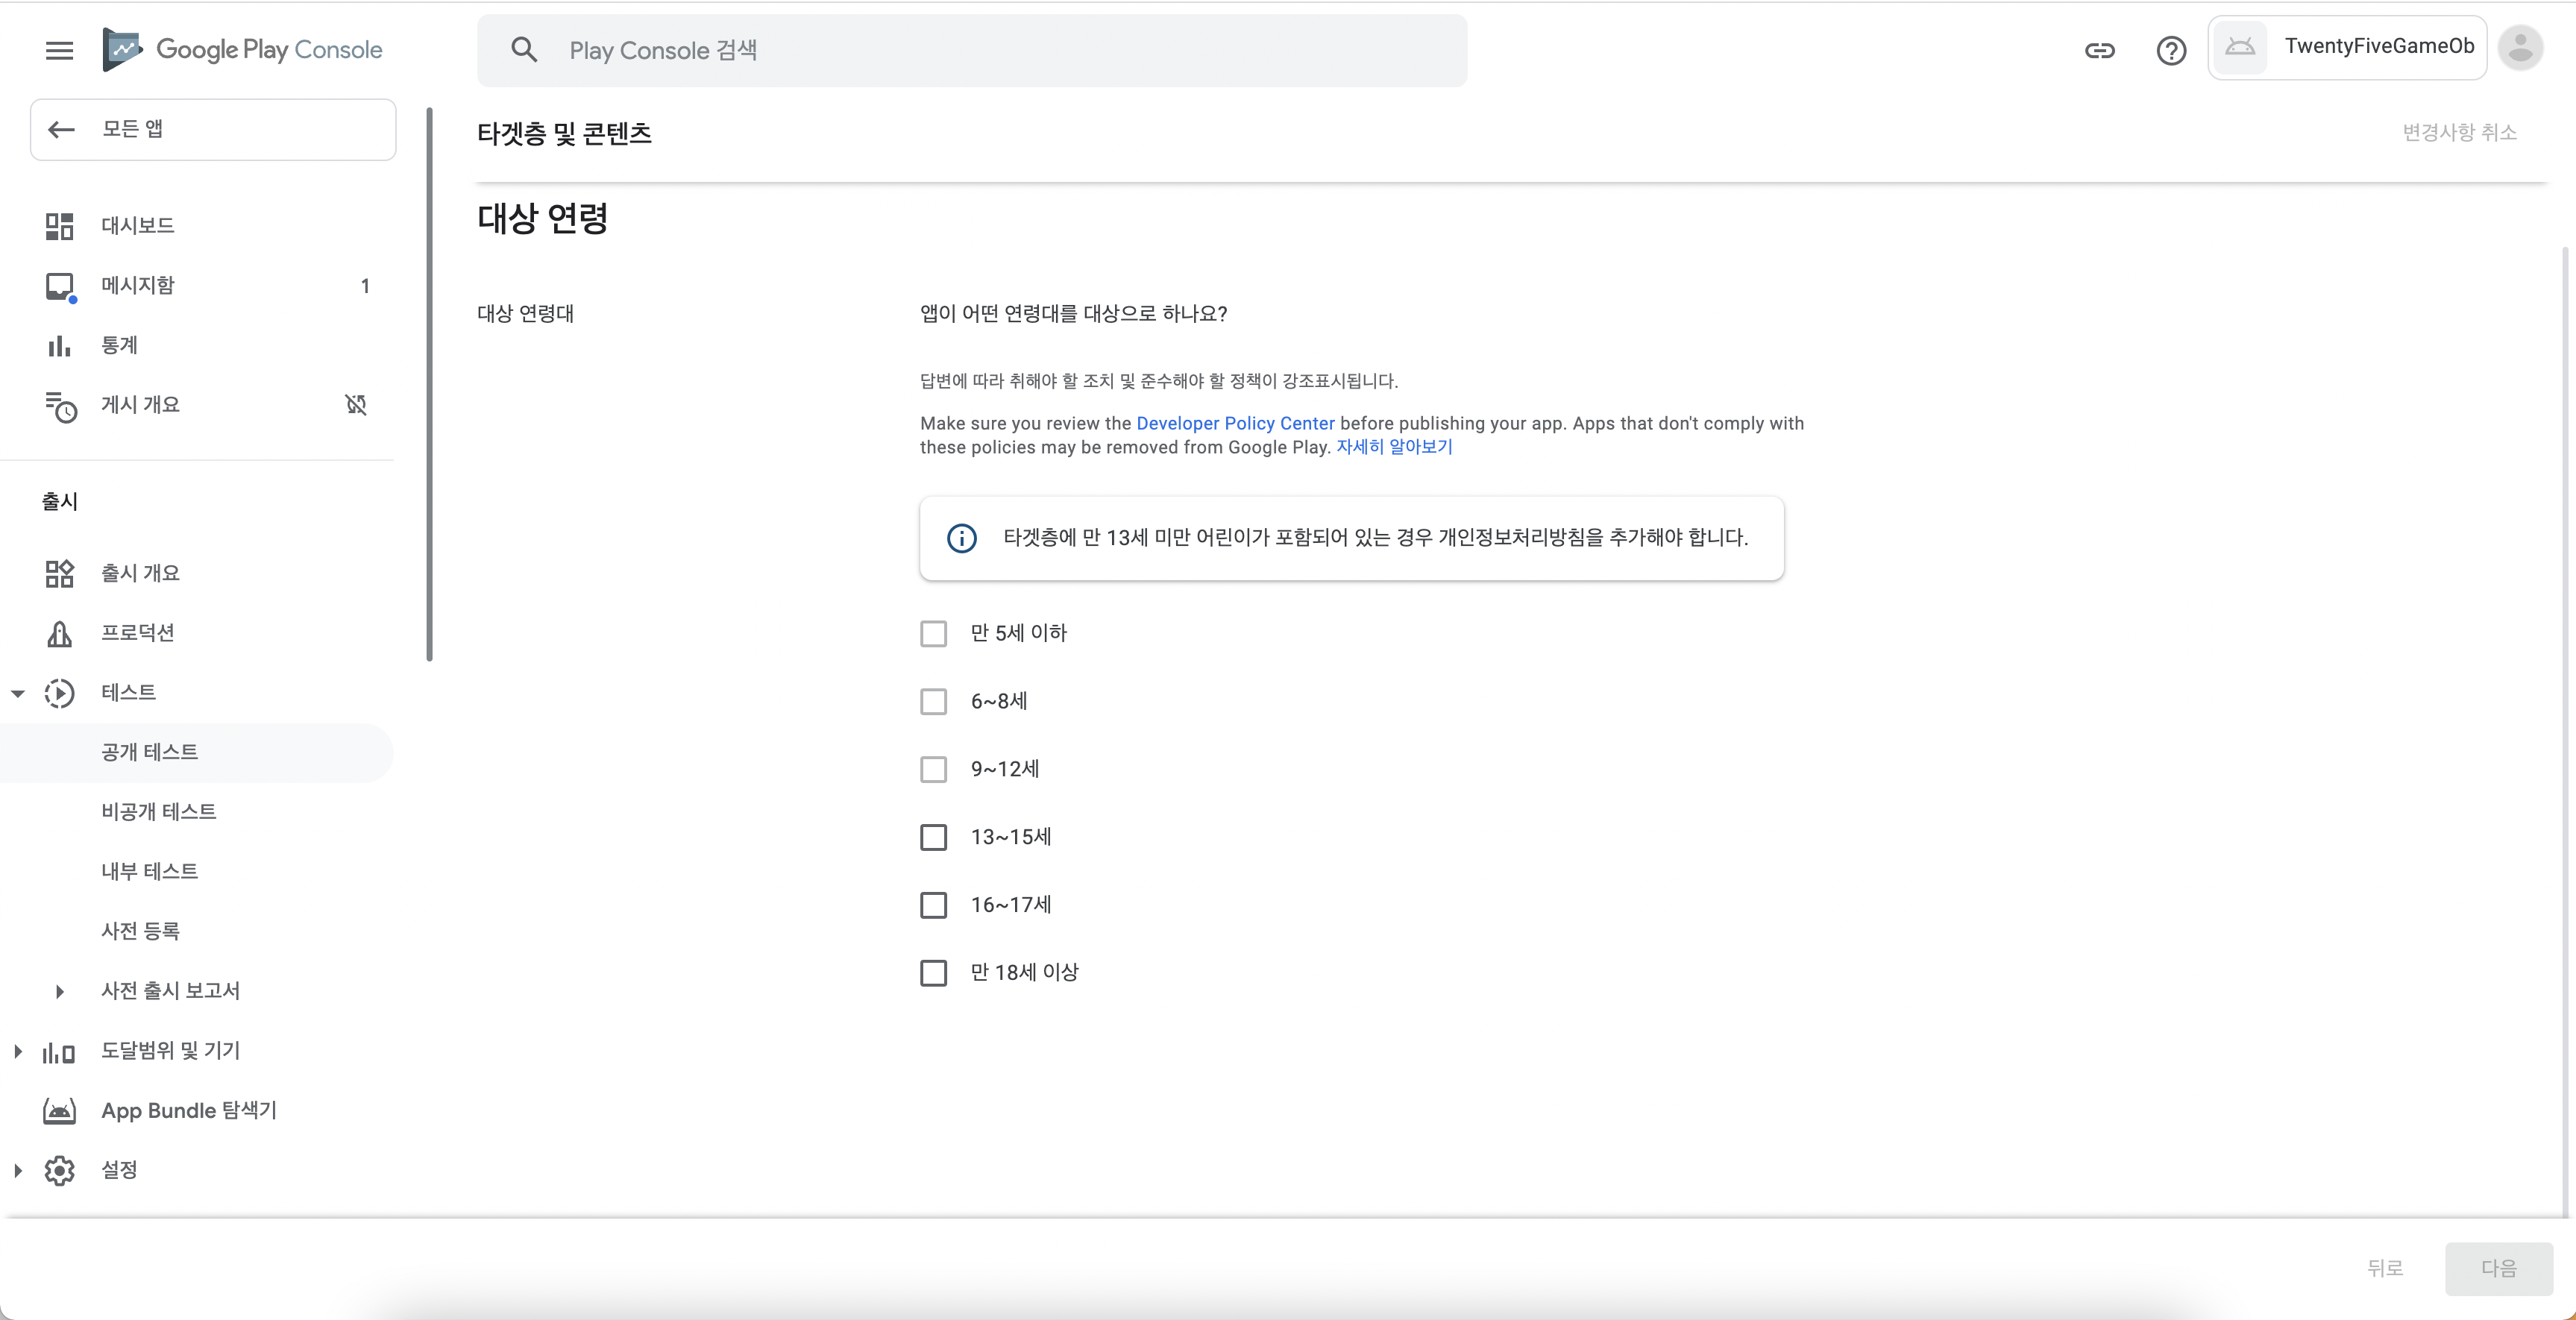 Google Play Console
Play Console 검색
TwentyFiveGameOb
모든 앱
타겟층 및 콘텐츠
변경사항 취소
대시보드
메시지함
1
통계
게시 개요
출시
출시 개요
프로덕션
테스트
공개 테스트
비공개 테스트
내부 테스트
사전 등록
사전 출시 보고서
도달범위 및 기기
App Bundle 탐색기
설정
대상 연령
대상 연령대
앱이 어떤 연령대를 대상으로 하나요?
답변에 따라 취해야 할 조치 및 준수해야 할 정책이 강조표시됩니다.
Make sure you review the Developer Policy Center before publishing your app. Apps that don't comply with
these policies may be removed from Google Play. 자세히 알아보기
타겟층에 만 13세 미만 어린이가 포함되어 있는 경우 개인정보처리방침을 추가해야 합니다.
만 5세 이하
6~8세
9~12세
13~15세
16~17세
만 18세 이상
뒤로
다음